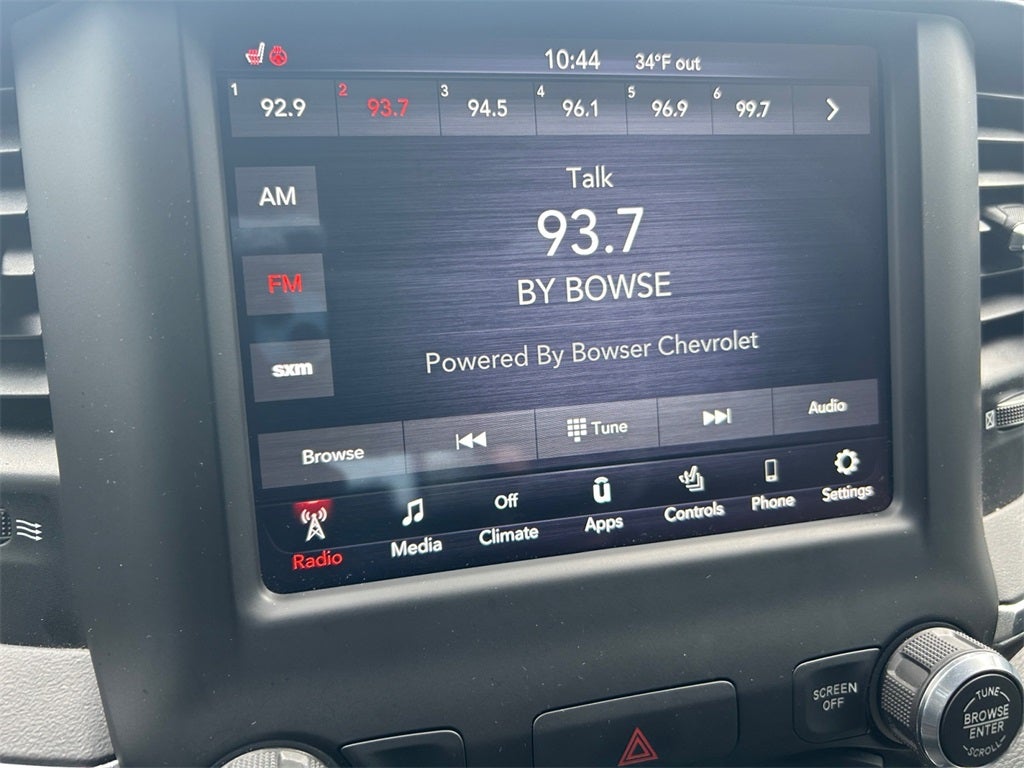 10:44 34°F out
1 92.9 2 93.7 3 94.5 4 96.1 5 96.9 6 99.7
AM
Talk
93.7
FM
BY BOWSE
Powered By Bowser Chevrolet
sxm
Browse Tune Audio
Off
Radio Media Climate Apps Controls Phone Settings
SCREEN OFF
TUNE
BROWSE
ENTER
SCROLL